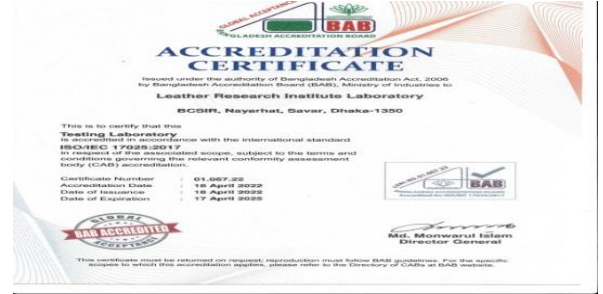 GLOBAL ACCEPTANCE
BAB
BANGLADESH ACCREDITATION BOARD
ACCREDITATION
CERTIFICATE
Issued under the authority of Bangladesh Accreditation Act, 2006
by Bangladesh Accreditation Board (BAB), Ministry of Industries to
Leather Research Institute Laboratory
BCSIR, Nayarhat, Savar, Dhaka-1350
This is to certify that this
Testing Laboratory
is accredited in accordance with the international standard
ISO/IEC 17025:2017
in respect of the associated scope, subject to the terms and
conditions governing the relevant conformity assessment
body (CAB) accreditation.
Certificate Number : 01.057.22
Accreditation Date : 18 April 2022
Date of Issuance : 18 April 2022
Date of Expiration : 17 April 2025
BAB
GLOBAL
BAB ACCREDITED
ACCEPTANCE
Md. Monwarul Islam
Director General
This certificate must be returned on request; reproduction must follow BAB guidelines. For the specific
scopes to which this accreditation applies, please refer to the Directory of CABs at BAB website.